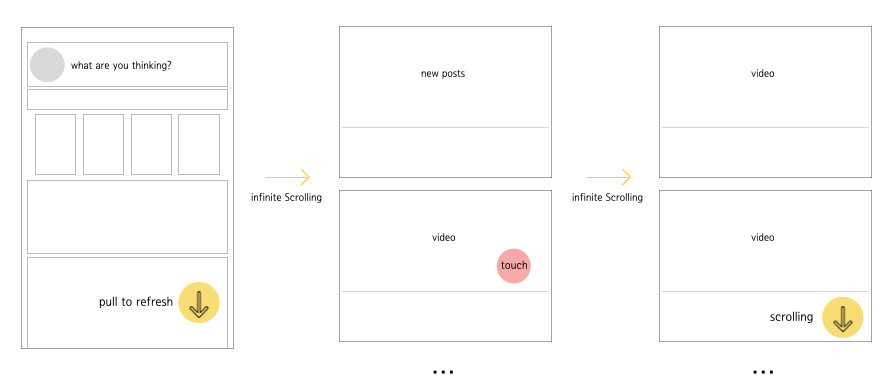 what are you thinking?
pull to refresh
infinite Scrolling
new posts
video
touch
...
infinite Scrolling
video
video
scrolling
...